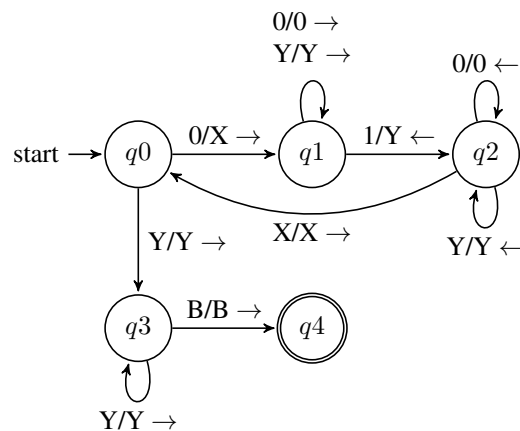 0/0 →
Y/Y →
0/0 ←
start
q0
0/X →
q1
1/Y ←
q2
X/X →
Y/Y ←
Y/Y →
q3
B/B →
q4
Y/Y →